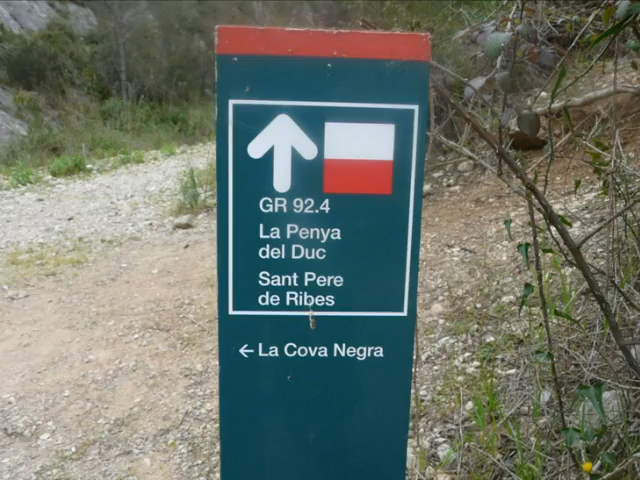 GR 92.4
La Penya
del Duc
Sant Pere
de Ribes
←La Cova Negra